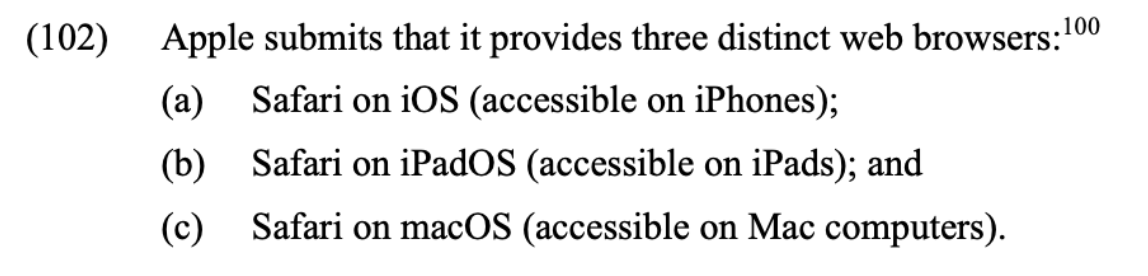 (102) Apple submits that it provides three distinct web browsers:100
(a) Safari on iOS (accessible on iPhones);
(b) Safari on iPadOS (accessible on iPads); and
(c) Safari on macOS (accessible on Mac computers).